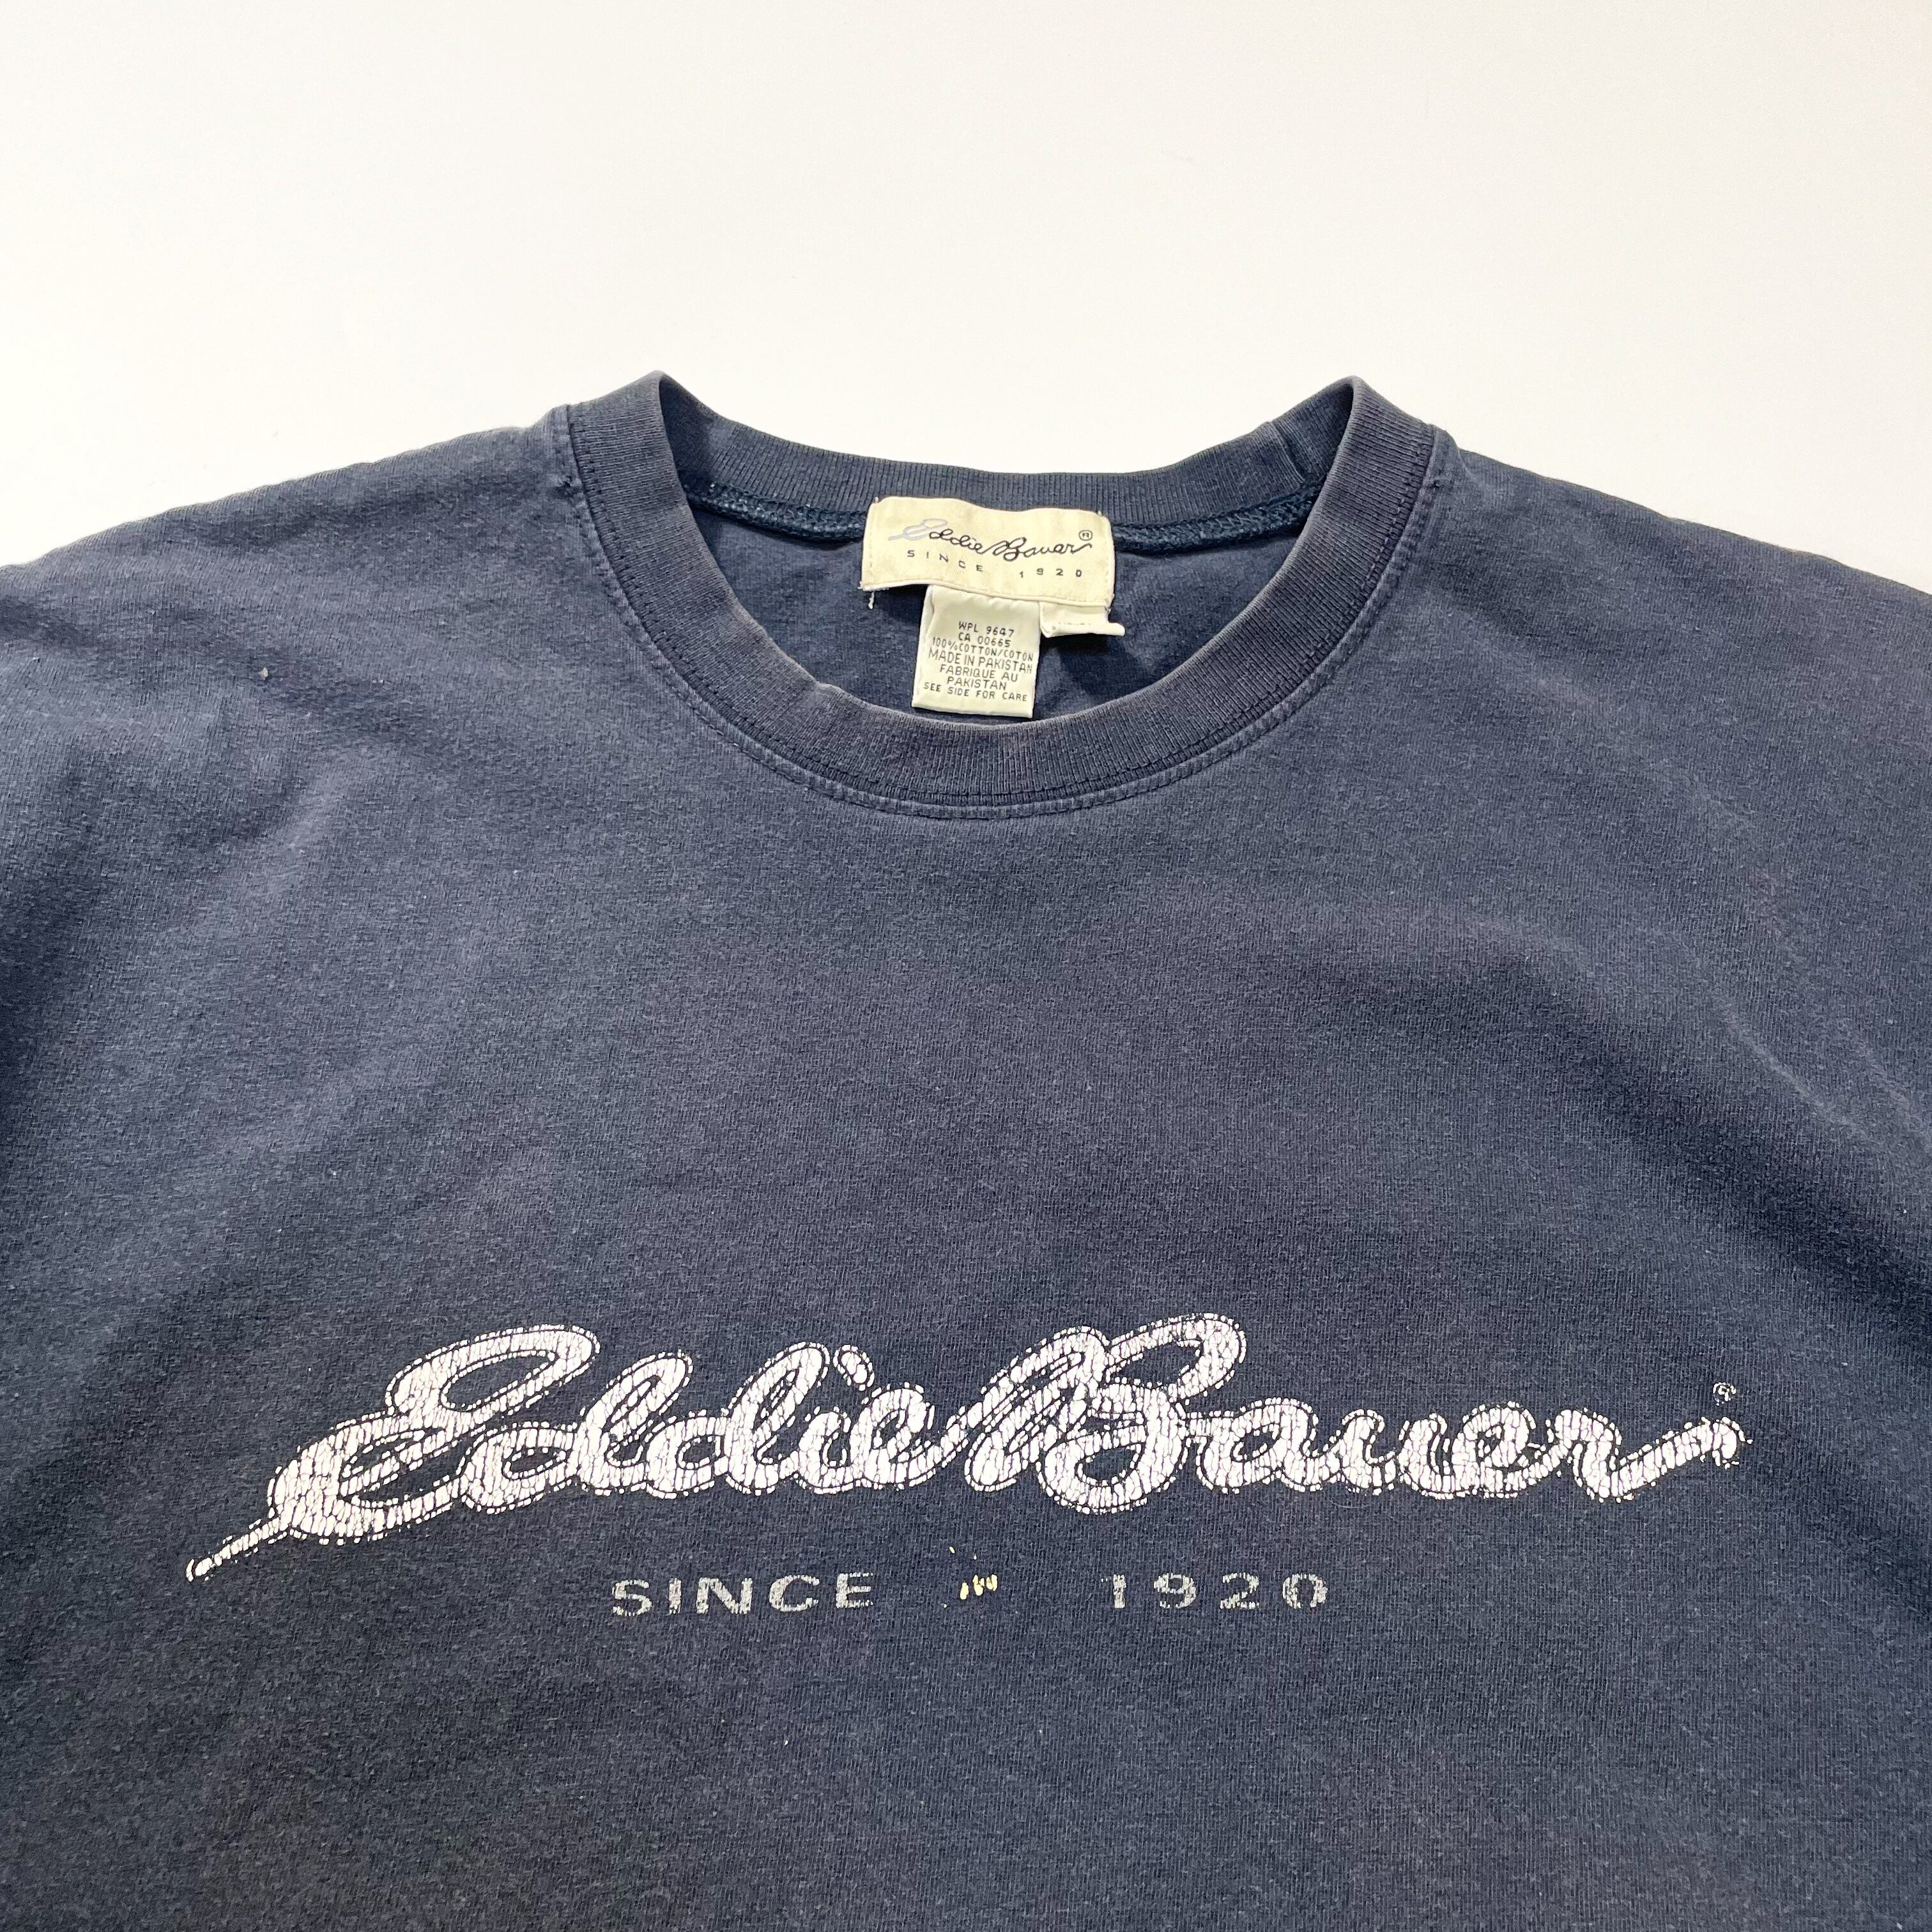 Eddie Bauer®
SINCE 1920
WPL 9647
CA 00665
100%COTTON/COTON
MADE IN PAKISTAN
FABRIQUE AU
PAKISTAN
SEE SIDE FOR CARE
Eddie Bauer®
SINCE 1920